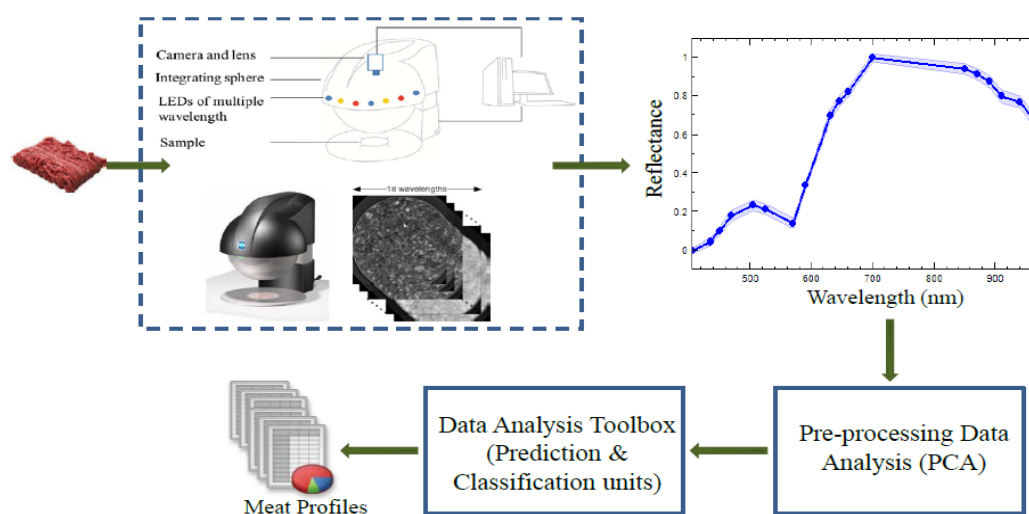 Camera and lens
Integrating sphere
LEDs of multiple
wavelength
Sample
18 wavelengths
1
0.8
0.6
0.4
0.2
0
Reflectance
500
600
700
800
900
Wavelength (nm)
Pre-processing Data
Analysis (PCA)
Data Analysis Toolbox
(Prediction &
Classification units)
Meat Profiles